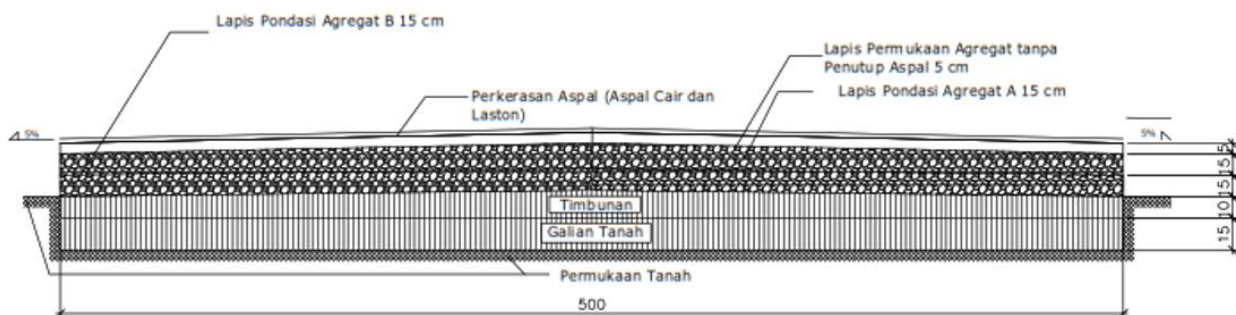 Lapis Pondasi Agregat B 15 cm
Lapis Permukaan Agregat tanpa
Penutup Aspal 5 cm
Perkerasan Aspal (Aspal Cair dan
Laston)
Lapis Pondasi Agregat A 15 cm
5%
5%
5
15
15
10
15
Timbunan
Galian Tanah
Permukaan Tanah
500